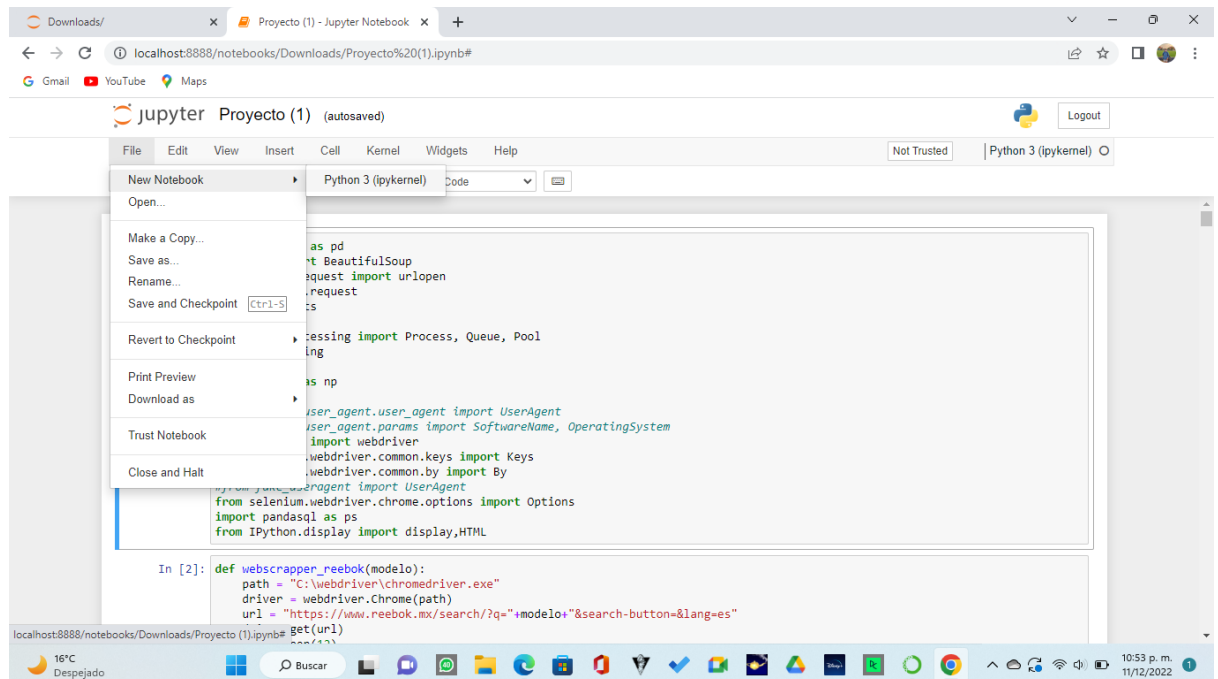 Downloads/
Proyecto (1) - Jupyter Notebook
localhost:8888/notebooks/Downloads/Proyecto%20(1).ipynb#
Gmail YouTube Maps
jupyter Proyecto (1) (autosaved)
Logout
File Edit View Insert Cell Kernel Widgets Help
Not Trusted
Python 3 (ipykernel)
New Notebook
Python 3 (ipykernel)
Code
Open...
Make a Copy...
Save as...
Rename...
Save and Checkpoint Ctrl-S
Revert to Checkpoint
Print Preview
Download as
Trust Notebook
Close and Halt
as pd
BeautifulSoup
import urlopen
.request
import Process, Queue, Pool
as np
user_agent.user_agent import UserAgent
user_agent.params import SoftwareName, OperatingSystem
import webdriver
.webdriver.common.keys import Keys
.webdriver.common.by import By
import UserAgent
from selenium.webdriver.chrome.options import Options
import pandasql as ps
from IPython.display import display,HTML
In [2]: def webscrapper_reebok(modelo):
path = "C:\webdriver\chromedriver.exe"
driver = webdriver.Chrome(path)
url = "https://www.reebok.mx/search/?q="+modelo+"&search-button=&lang=es"
get(url)
localhost:8888/notebooks/Downloads/Proyecto (1).ipynb#
16°C
Despejado
Buscar
10:53 p. m.
11/12/2022
1